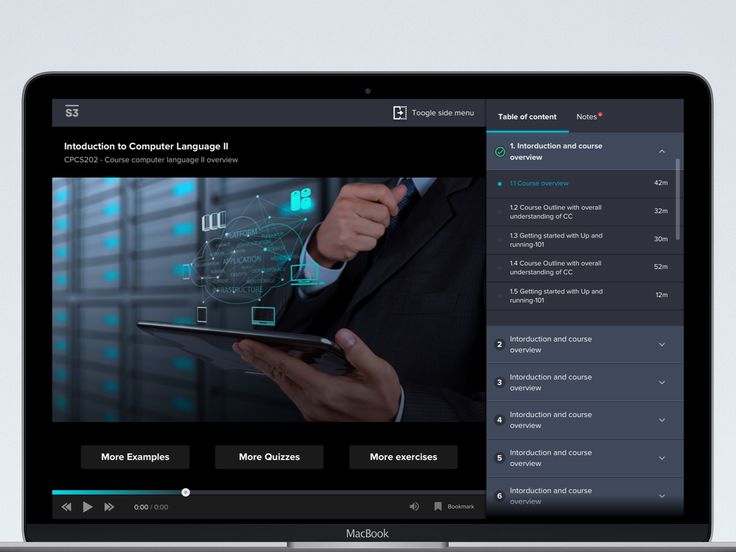 S3
Toogle side menu
Table of content
Notes
Intoduction to Computer Language II
CPCS202 - Course computer language II overview
1. Intorduction and course
overview
1.1 Course overview
42m
1.2 Course Outline with overall
understanding of CC
32m
1.3 Getting started with Up and
running-101
30m
1.4 Course Outline with overall
understanding of CC
52m
1.5 Getting started with Up and
running-101
12m
2
Intorduction and course
overview
3
Intorduction and course
overview
4
Intorduction and course
overview
5
Intorduction and course
overview
6
Intorduction and course
overview
PLATFORM
APPLICATION
INFRASTRUCTURE
More Examples
More Quizzes
More exercises
0:00 / 0:00
Bookmark
MacBook